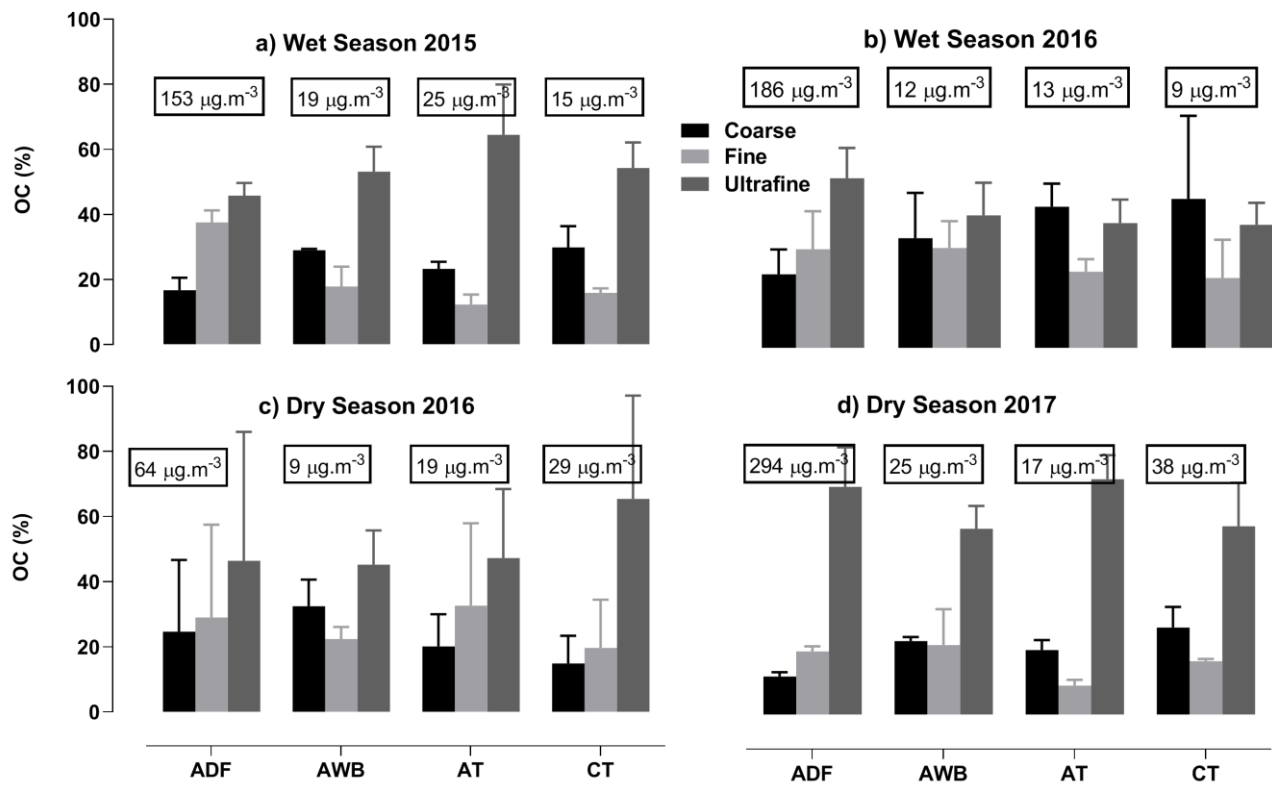 a) Wet Season 2015
b) Wet Season 2016
100
80
60
40
20
0
OC (%)
153 μg.m-3
19 μg.m-3
25 μg.m-3
15 μg.m-3
186 μg.m-3
12 μg.m-3
13 μg.m-3
9 μg.m-3
Coarse
Fine
Ultrafine
c) Dry Season 2016
d) Dry Season 2017
100
80
60
40
20
0
OC (%)
64 μg.m-3
9 μg.m-3
19 μg.m-3
29 μg.m-3
294 μg.m-3
25 μg.m-3
17 μg.m-3
38 μg.m-3
ADF
AWB
AT
CT
ADF
AWB
AT
CT